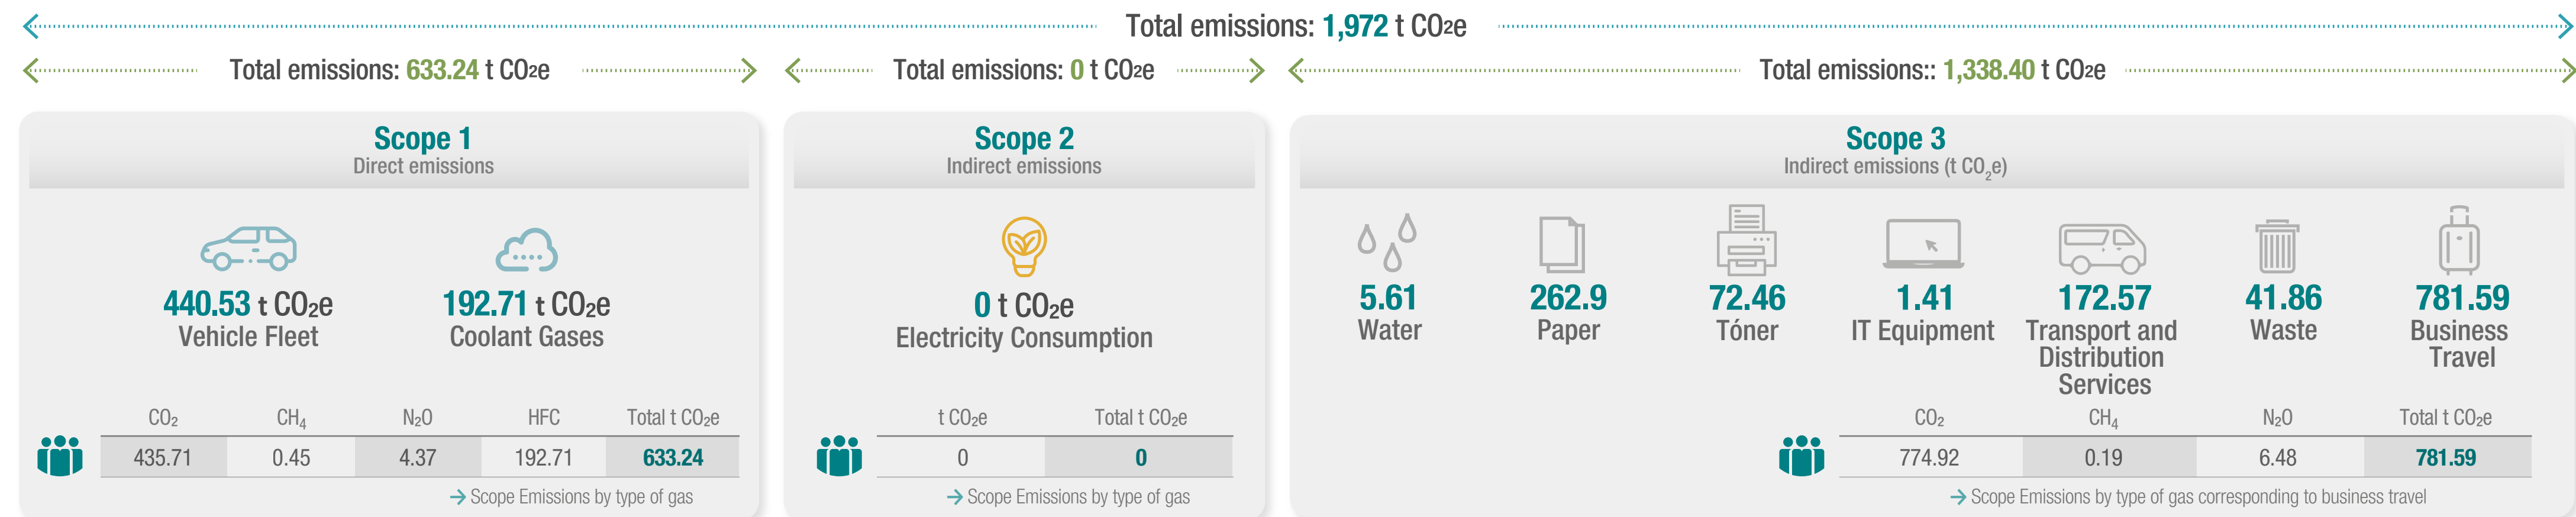 Total emissions: 1,972 t CO2e
Total emissions: 633.24 t CO2e
Total emissions: 0 t CO2e
Total emissions:: 1,338.40 t CO2e
Scope 1
Direct emissions
440.53 t CO2e
Vehicle Fleet
192.71 t CO2e
Coolant Gases
CO₂ CH₄ N₂O HFC Total t CO₂e
435.71 0.45 4.37 192.71 633.24
→ Scope Emissions by type of gas
Scope 2
Indirect emissions
0 t CO2e
Electricity Consumption
t CO₂e Total t CO₂e
0 0
→ Scope Emissions by type of gas
Scope 3
Indirect emissions (t CO₂e)
5.61
Water
262.9
Paper
72.46
Tóner
1.41
IT Equipment
172.57
Transport and
Distribution
Services
41.86
Waste
781.59
Business
Travel
CO₂ CH₄ N₂O Total t CO₂e
774.92 0.19 6.48 781.59
→ Scope Emissions by type of gas corresponding to business travel